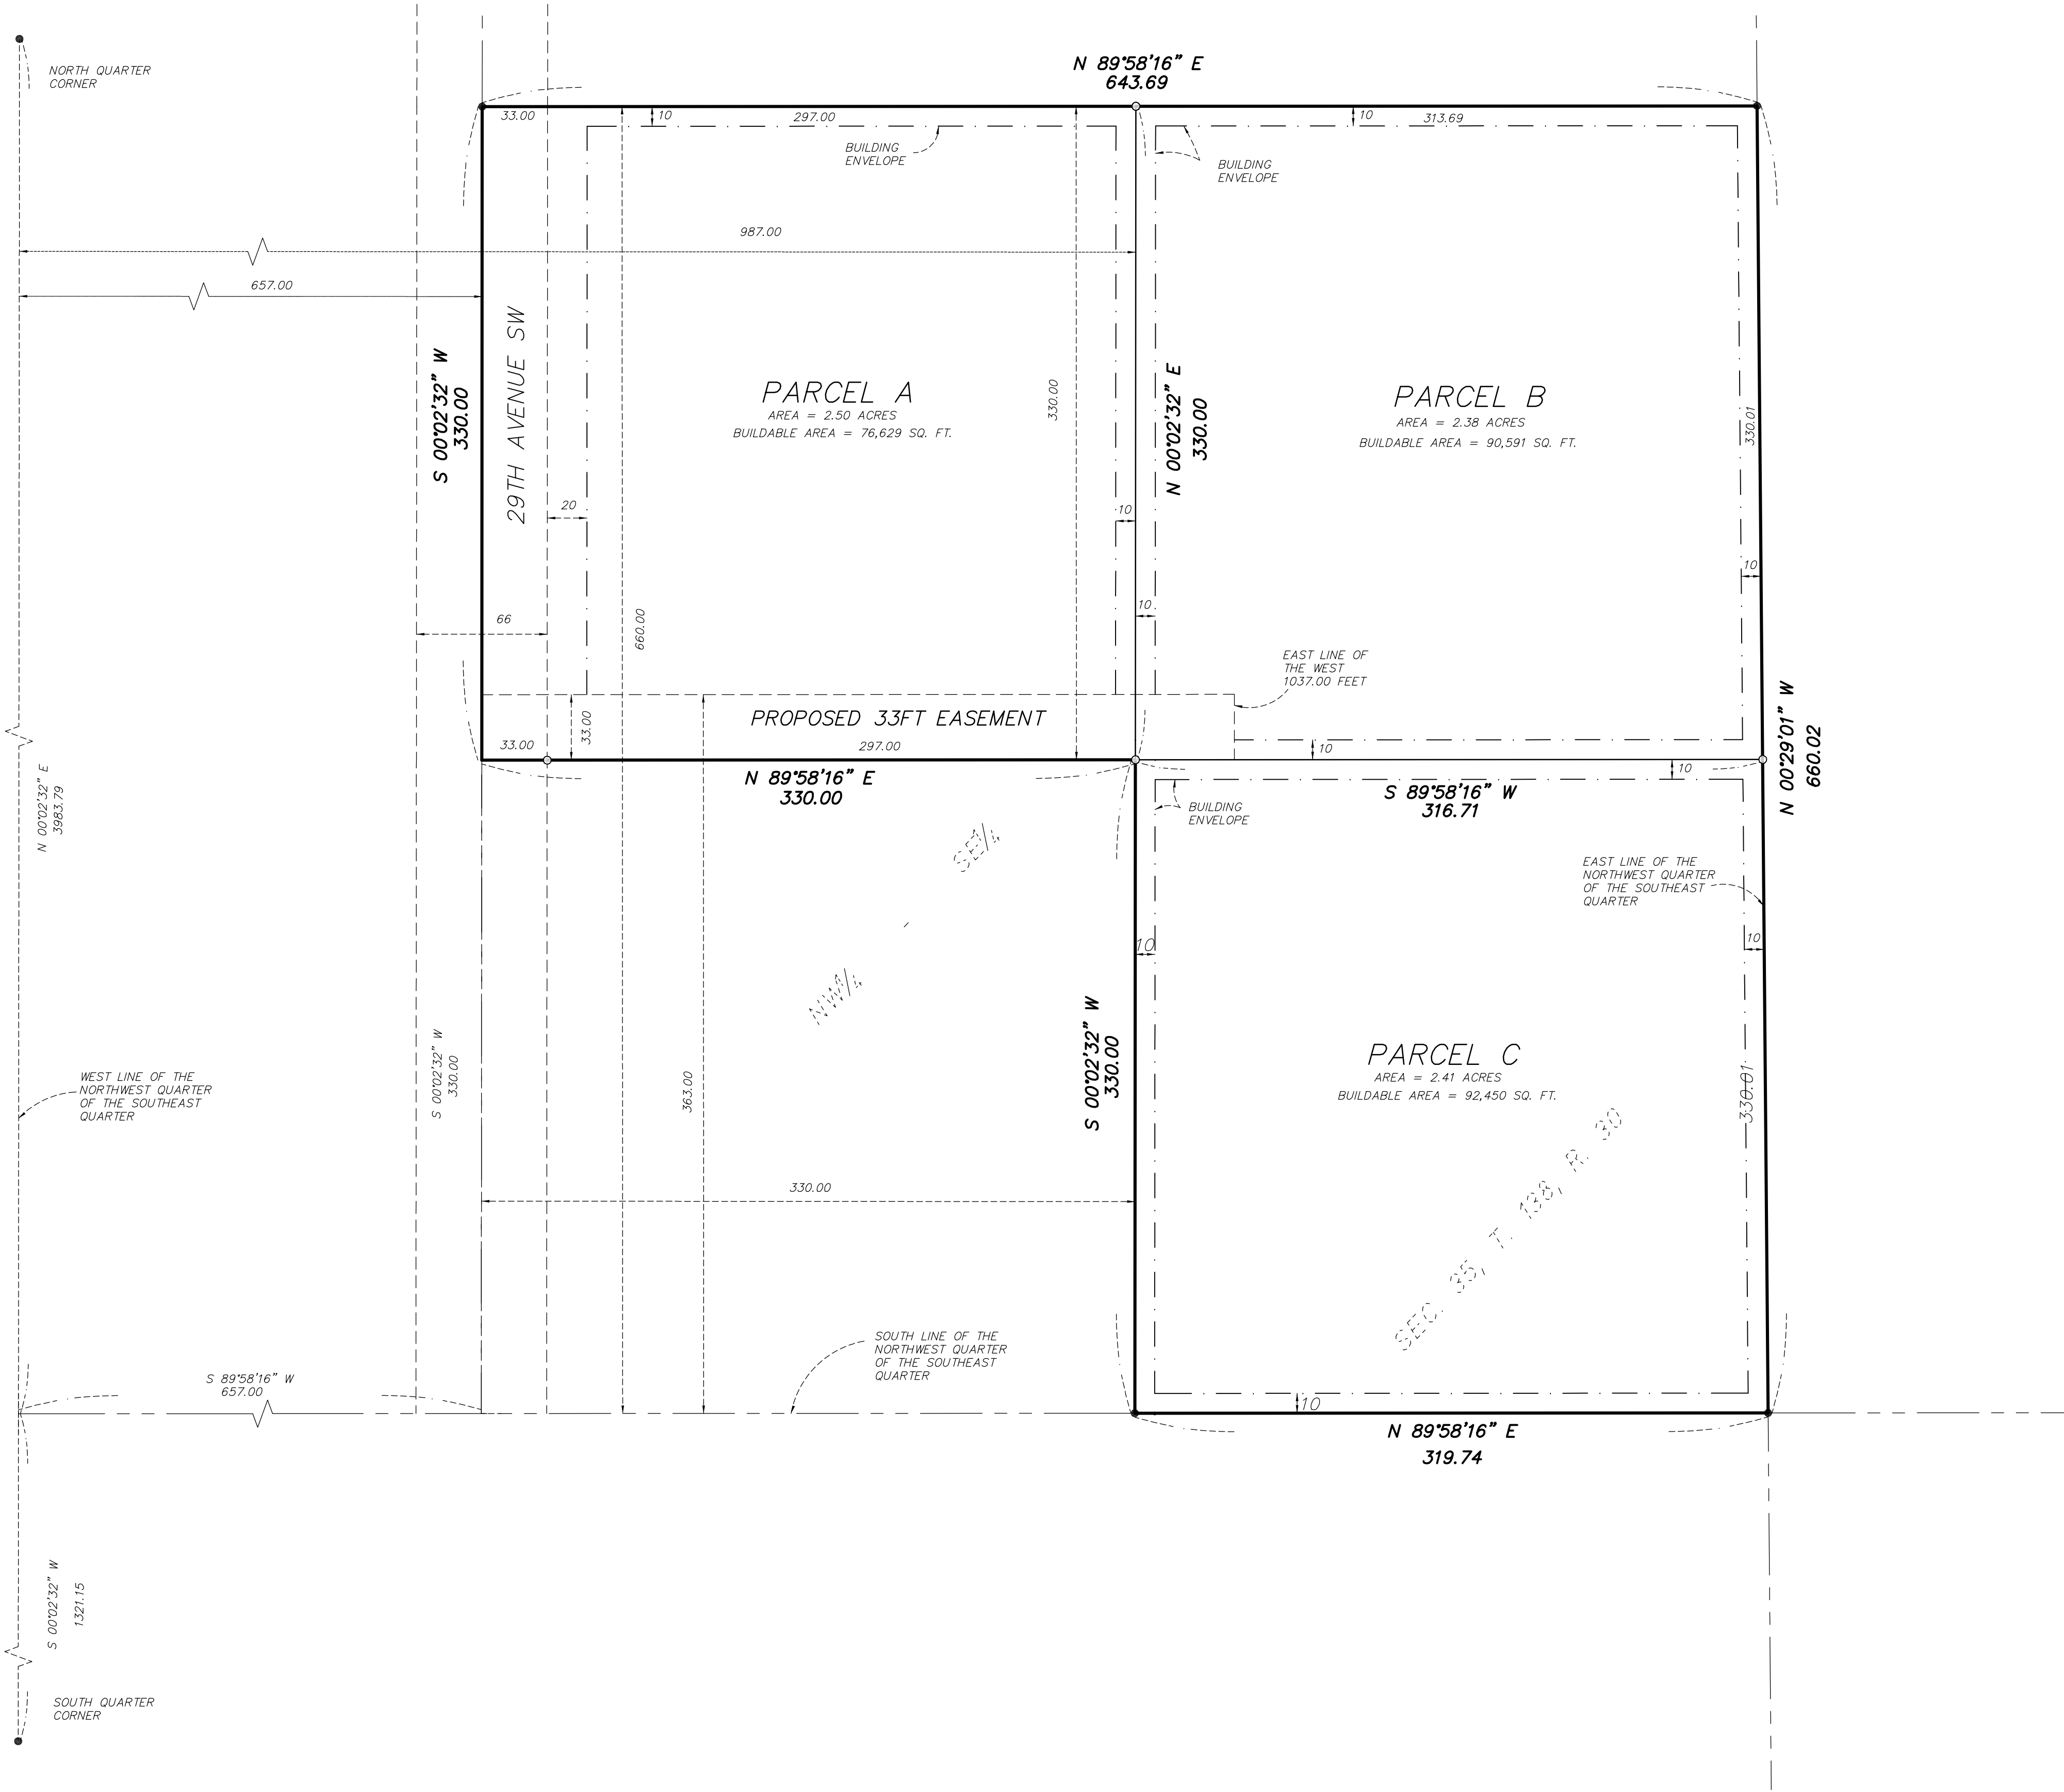 N 89°58'16" E
643.69
NORTH QUARTER
CORNER
33.00
10
297.00
10
313.69
BUILDING
ENVELOPE
BUILDING
ENVELOPE
987.00
657.00
S 00°02'32" W
330.00
29TH AVENUE SW
PARCEL A
AREA = 2.50 ACRES
BUILDABLE AREA = 76,629 SQ. FT.
330.00
N 00°02'32" E
330.00
PARCEL B
AREA = 2.38 ACRES
BUILDABLE AREA = 90,591 SQ. FT.
330.01
20
10
10
10
66
660.00
EAST LINE OF
THE WEST
1037.00 FEET
PROPOSED 33FT EASEMENT
33.00
33.00
297.00
10
N 89°58'16" E
330.00
10
S 89°58'16" W
316.71
N 00°29'01" W
660.02
N 00°02'32" E
3983.79
BUILDING
ENVELOPE
NW1/4 - SE1/4
EAST LINE OF THE
NORTHWEST QUARTER
OF THE SOUTHEAST
QUARTER
10
10
S 00°02'32" W
330.00
PARCEL C
AREA = 2.41 ACRES
BUILDABLE AREA = 92,450 SQ. FT.
330.01
WEST LINE OF THE
NORTHWEST QUARTER
OF THE SOUTHEAST
QUARTER
S 00°02'32" W
330.00
363.00
330.00
SEC. 35, T. 138, R. 30
SOUTH LINE OF THE
NORTHWEST QUARTER
OF THE SOUTHEAST
QUARTER
S 89°58'16" W
657.00
10
N 89°58'16" E
319.74
S 00°02'32" W
1321.15
SOUTH QUARTER
CORNER